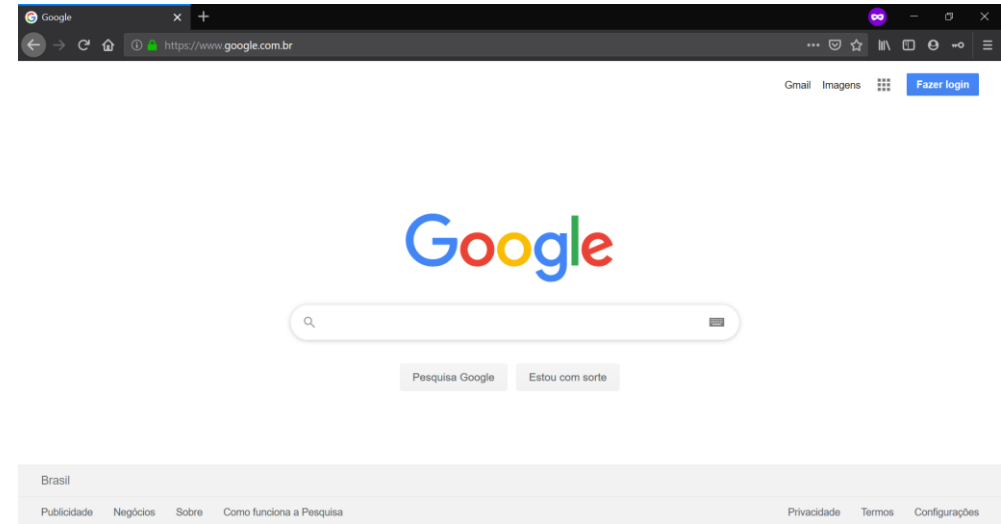 Google
https://www.google.com.br
Gmail Imagens Fazer login
Google
Pesquisa Google Estou com sorte
Brasil
Publicidade Negócios Sobre Como funciona a Pesquisa Privacidade Termos Configurações